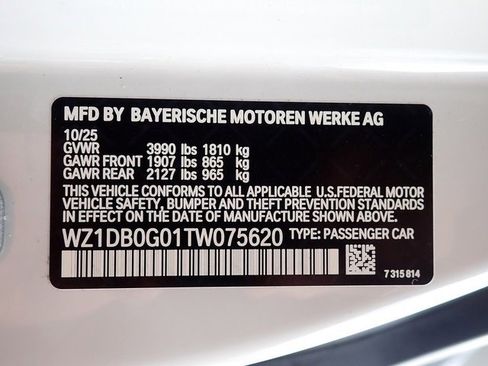 MFD BY BAYERISCHE MOTOREN WERKE AG
10/25
GVWR 3990 lbs 1810 kg
GAWR FRONT 1907 lbs 865 kg
GAWR REAR 2127 lbs 965 kg
THIS VEHICLE CONFORMS TO ALL APPLICABLE U.S.FEDERAL MOTOR
VEHICLE SAFETY, BUMPER AND THEFT PREVENTION STANDARDS
IN EFFECT ON THE DATE OF MANUFACTURE SHOWN ABOVE.
WZ1DB0G01TW075620 TYPE: PASSENGER CAR
7 315 814